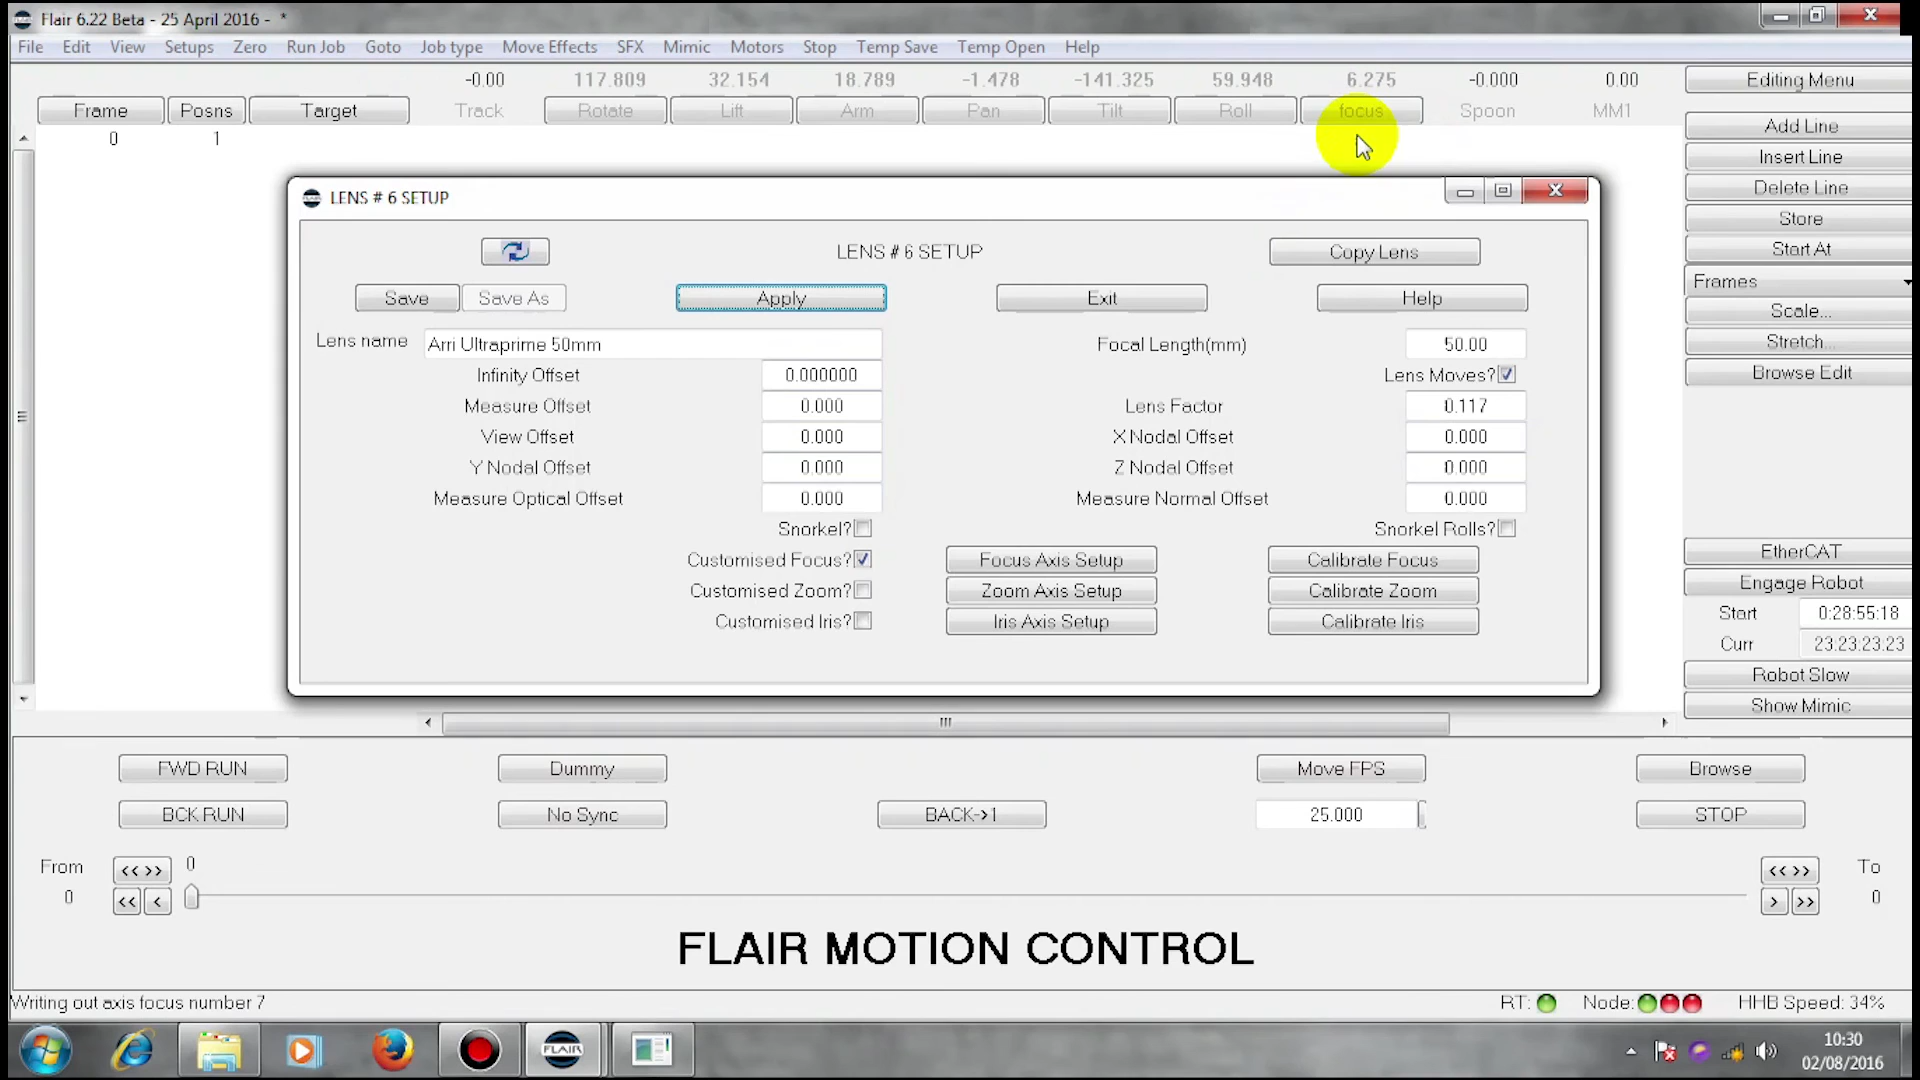 Flair 6.22 Beta - 25 April 2016 - *
File Edit View Setups Zero Run Job Goto Job type Move Effects SFX Mimic Motors Stop Temp Save Temp Open Help
-0.00 117.809 32.154 18.789 -1.478 -141.325 59.948 6.275 -0.000 0.00 Editing Menu
Frame Posns Target Track Rotate Lift Arm Pan Tilt Roll focus Spoon MM1
0 1
Add Line
Insert Line
Delete Line
Store
Start At
Frames
Scale...
Stretch...
Browse Edit
LENS # 6 SETUP
LENS # 6 SETUP Copy Lens
Save Save As Apply Exit Help
Lens name Arri Ultraprime 50mm Focal Length(mm) 50.00
Infinity Offset 0.000000 Lens Moves?
Measure Offset 0.000 Lens Factor 0.117
View Offset 0.000 X Nodal Offset 0.000
Y Nodal Offset 0.000 Z Nodal Offset 0.000
Measure Optical Offset 0.000 Measure Normal Offset 0.000
Snorkel? Snorkel Rolls?
Customised Focus? Focus Axis Setup Calibrate Focus
Customised Zoom? Zoom Axis Setup Calibrate Zoom
Customised Iris? Iris Axis Setup Calibrate Iris
EtherCAT
Engage Robot
Start 0:28:55:18
Curr 23:23:23:23
Robot Slow
Show Mimic
FWD RUN Dummy Move FPS Browse
BCK RUN No Sync BACK->1 25.000 STOP
From << >> 0 << >> To
0 << < > >> 0
FLAIR MOTION CONTROL
Writing out axis focus number 7 RT: Node: HHB Speed: 34%
FLAIR
10:30
02/08/2016